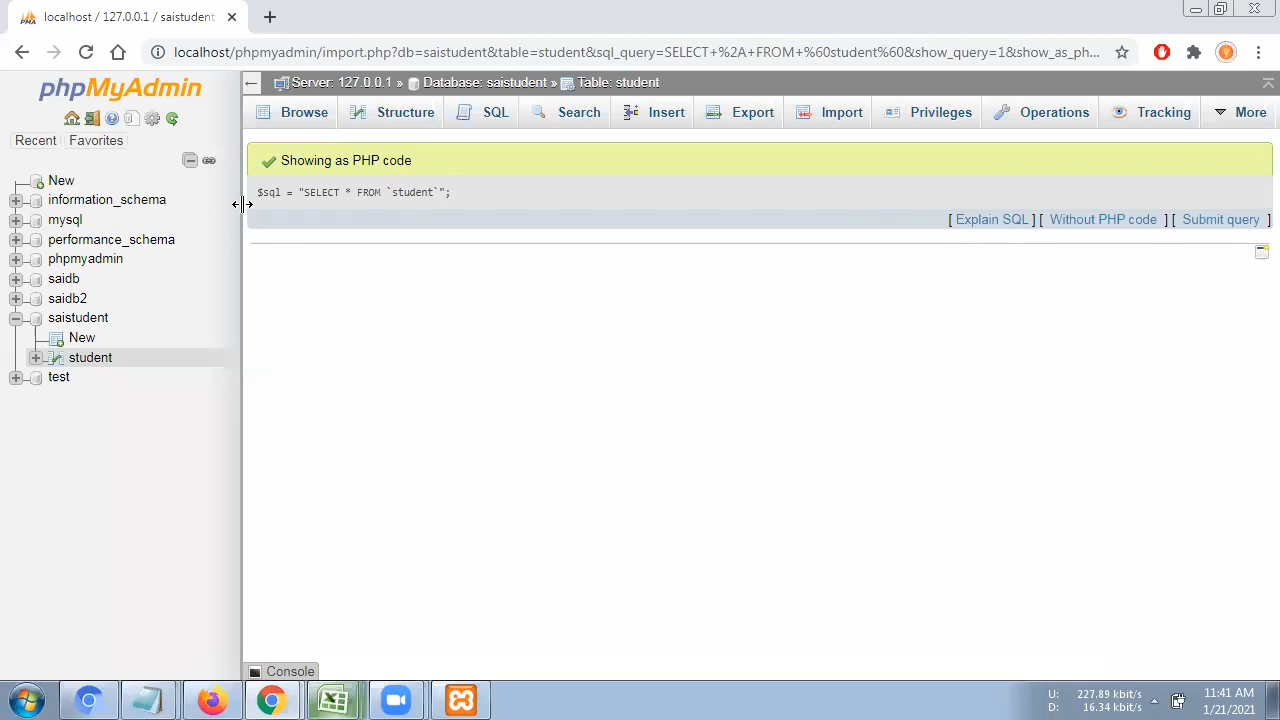 localhost / 127.0.0.1 / saistudent
localhost/phpmyadmin/import.php?db=saistudent&table=student&sql_query=SELECT+%2A+FROM+%60student%60&show_query=1&show_as_ph...
phpMyAdmin
Server: 127.0.0.1 » Database: saistudent » Table: student
Browse Structure SQL Search Insert Export Import Privileges Operations Tracking More
Recent Favorites
Showing as PHP code
$sql = "SELECT * FROM `student`";
[ Explain SQL ] [ Without PHP code ] [ Submit query ]
New
information_schema
mysql
performance_schema
phpmyadmin
saidb
saidb2
saistudent
New
student
test
Console
U: 227.89 kbit/s
D: 16.34 kbit/s
11:41 AM
1/21/2021